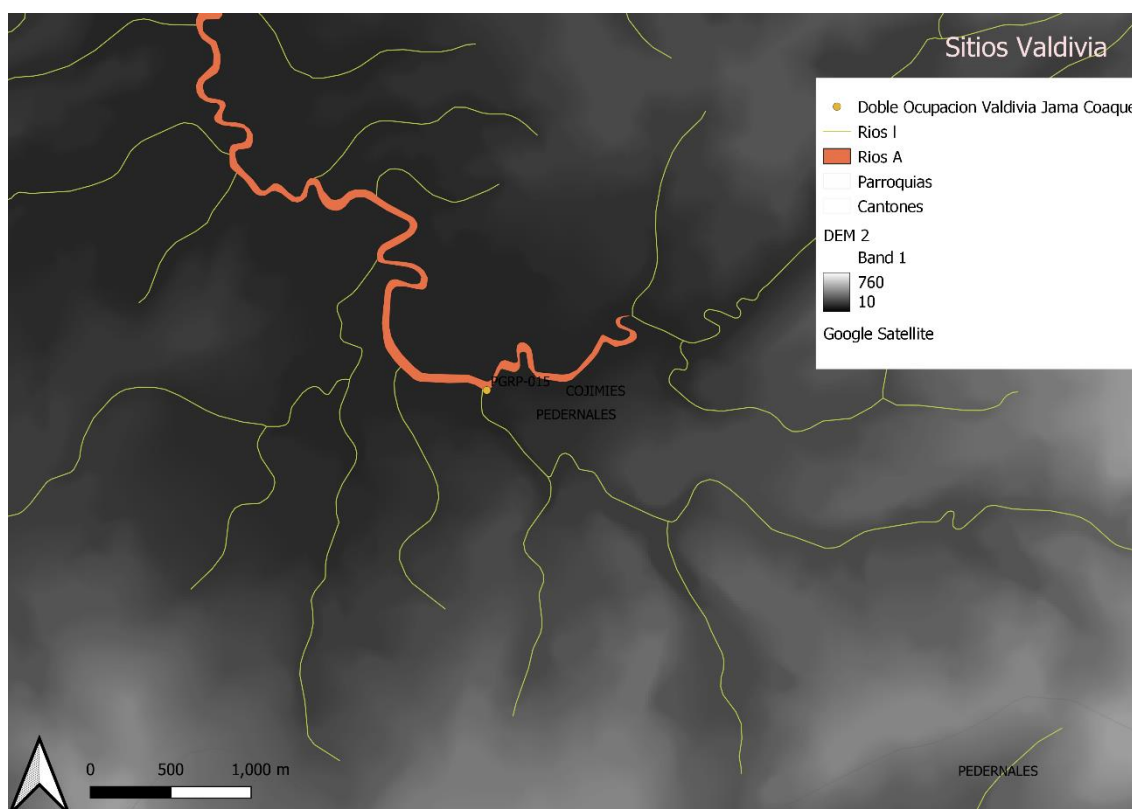 Sitios Valdivia
Doble Ocupacion Valdivia Jama Coaque
Rios l
Rios A
Parroquias
Cantones
DEM 2
Band 1
760
10
Google Satellite
PGRP-015
COJIMIES
PEDERNALES
0 500 1,000 m
PEDERNALES